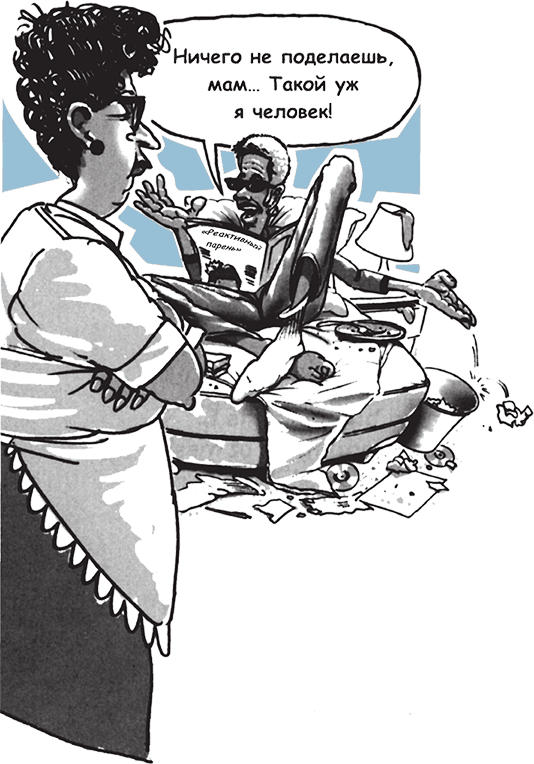 Ничего не поделаешь,
мам... Такой уж
я человек!
«Реактивный
парень»